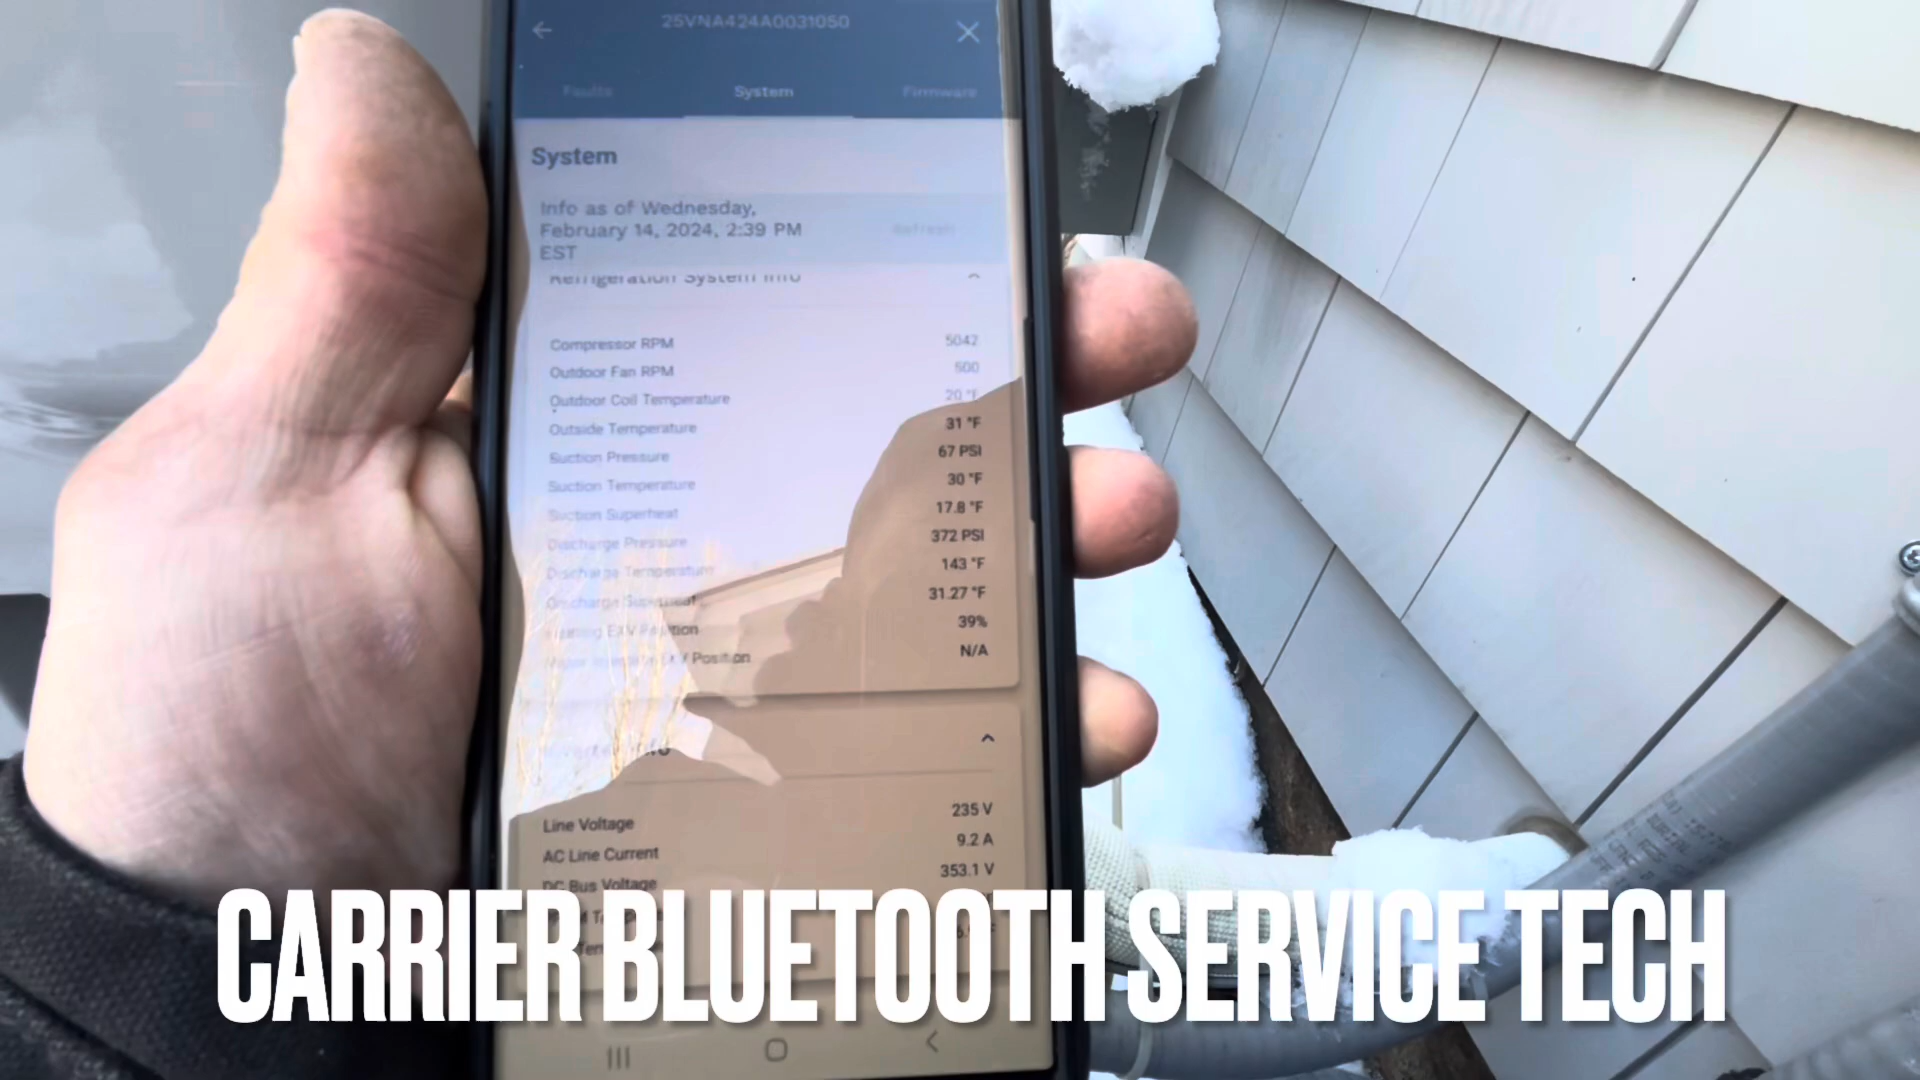 25VNA424A0031050
Faults System Firmware
System
Info as of Wednesday,
February 14, 2024, 2:39 PM
EST
Refresh
Refrigeration System Info
Compressor RPM 5042
Outdoor Fan RPM 500
Outdoor Coil Temperature 20 °F
Outside Temperature 31 °F
Suction Pressure 67 PSI
Suction Temperature 30 °F
Suction Superheat 17.8 °F
Discharge Pressure 372 PSI
Discharge Temperature 143 °F
Discharge Superheat 31.27 °F
EXV Position 39%
Position N/A
Inverter Info
Line Voltage 235 V
AC Line Current 9.2 A
DC Bus Voltage 353.1 V
CARRIER BLUETOOTH SERVICE TECH